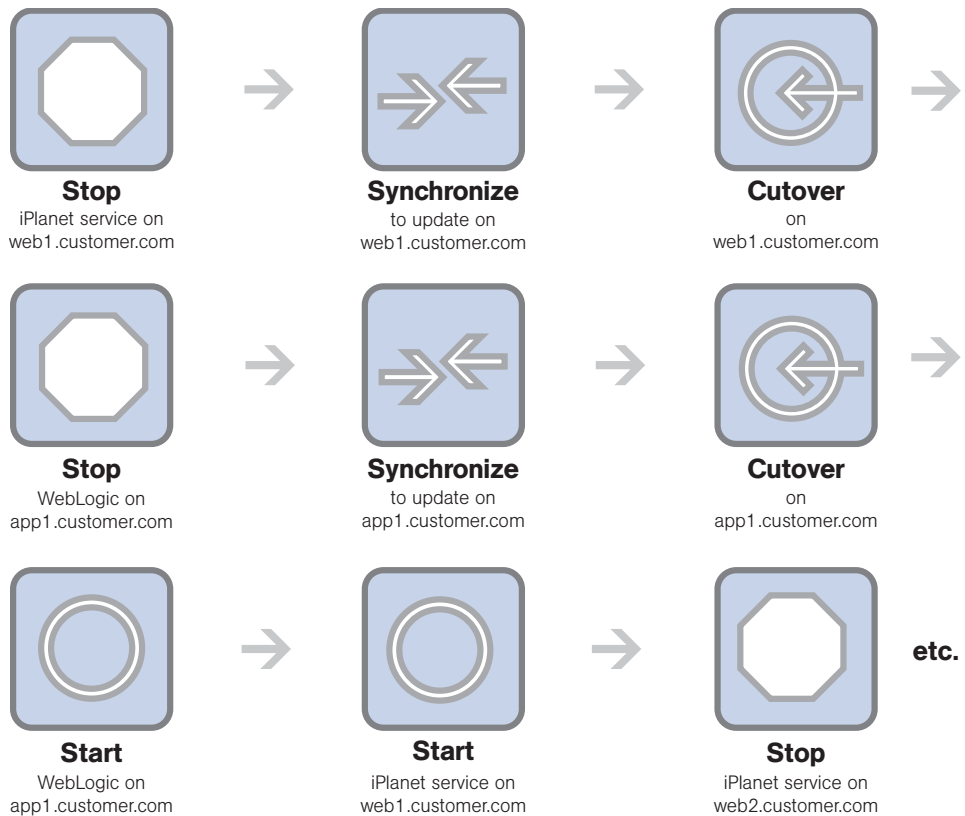 Stop
iPlanet service on
web1.customer.com
Synchronize
to update on
web1.customer.com
Cutover
on
web1.customer.com
Stop
WebLogic on
app1.customer.com
Synchronize
to update on
app1.customer.com
Cutover
on
app1.customer.com
Start
WebLogic on
app1.customer.com
Start
iPlanet service on
web1.customer.com
Stop
iPlanet service on
web2.customer.com
etc.